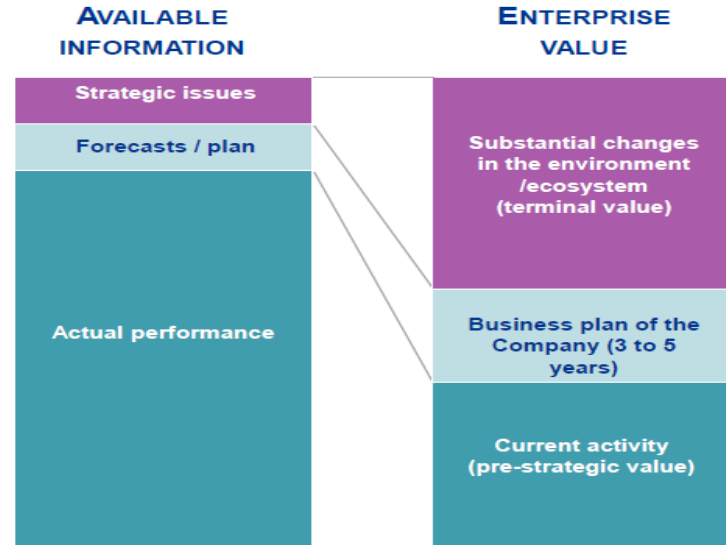 AVAILABLE
INFORMATION
ENTERPRISE
VALUE
Strategic issues
Forecasts / plan
Actual performance
Substantial changes
in the environment
/ecosystem
(terminal value)
Business plan of the
Company (3 to 5
years)
Current activity
(pre-strategic value)